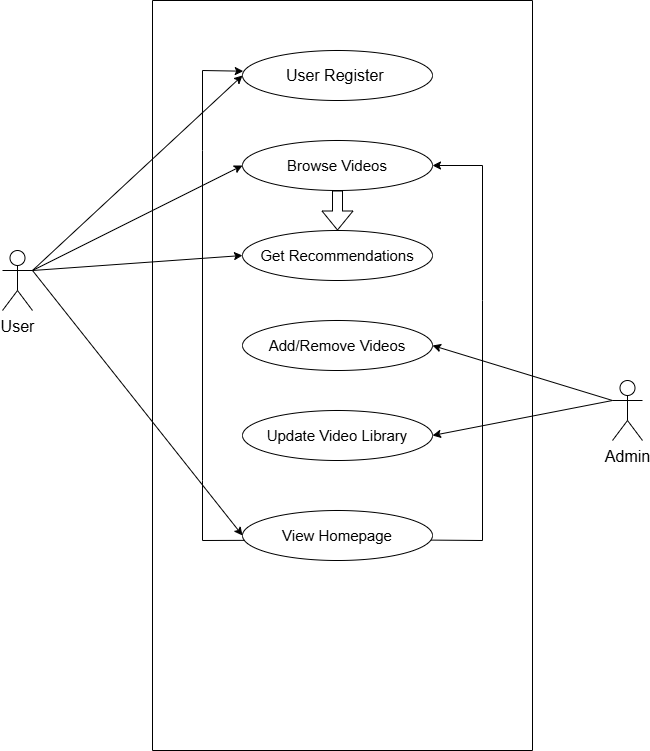 User Register
Browse Videos
Get Recommendations
User
Add/Remove Videos
Update Video Library
Admin
View Homepage